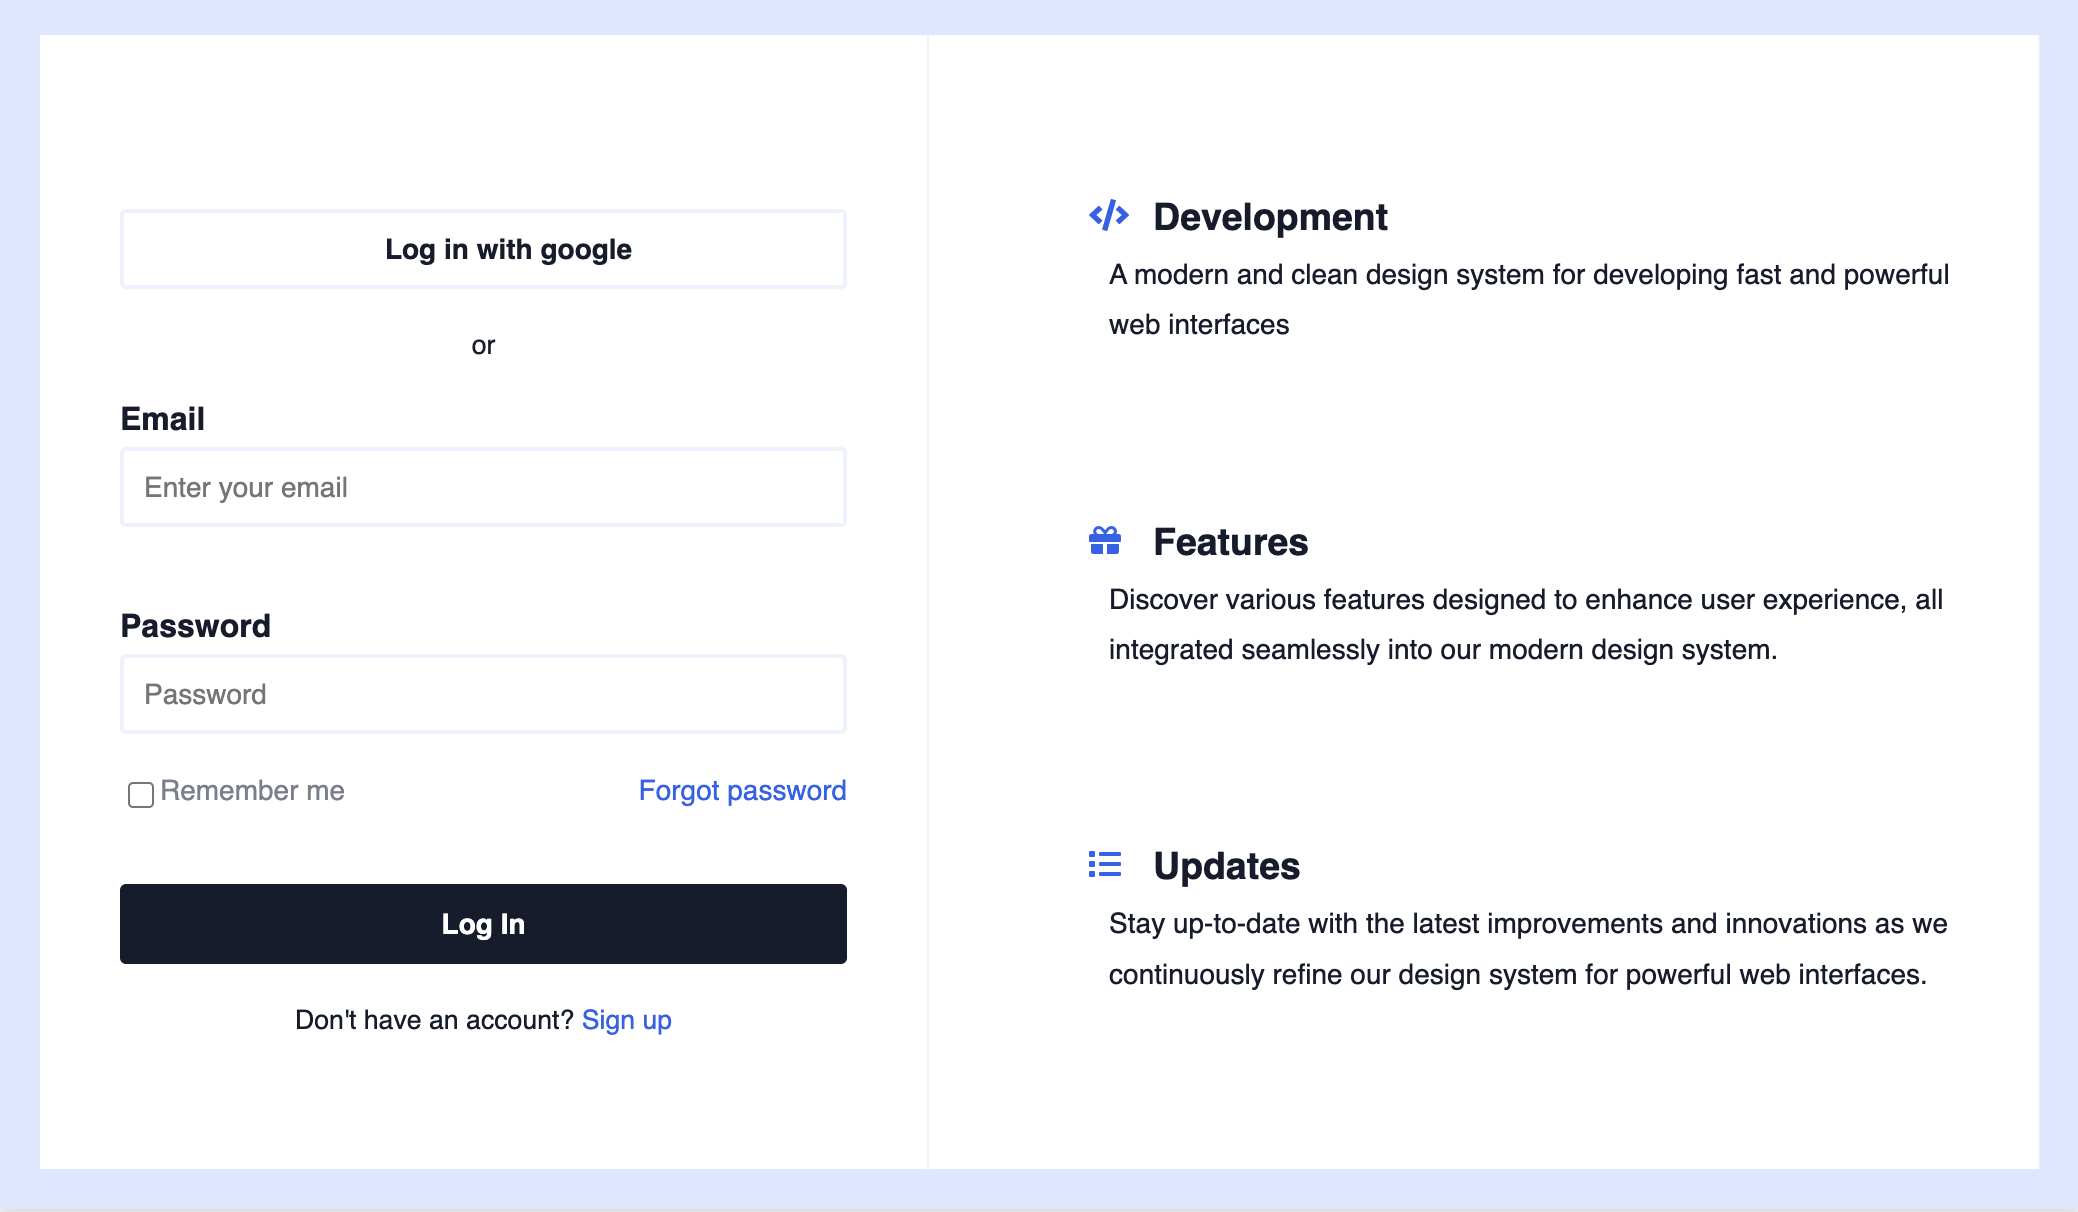 Log in with google
or
Email
Enter your email
Password
Password
Remember me
Forgot password
Log In
Don't have an account? Sign up
Development
A modern and clean design system for developing fast and powerful
web interfaces
Features
Discover various features designed to enhance user experience, all
integrated seamlessly into our modern design system.
Updates
Stay up-to-date with the latest improvements and innovations as we
continuously refine our design system for powerful web interfaces.